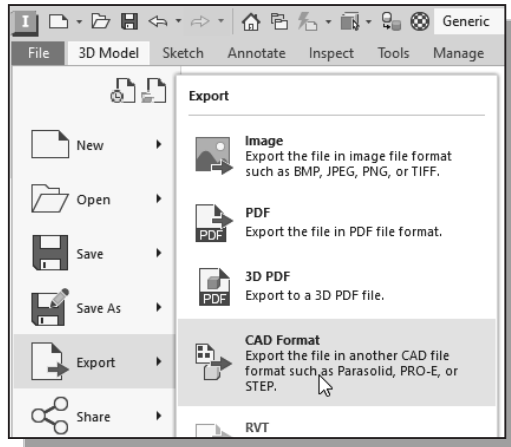 I Generic
File 3D Model Sketch Annotate Inspect Tools Manage
Export
New
Open
Save
Save As
Export
Share
Image
Export the file in image file format
such as BMP, JPEG, PNG, or TIFF.
PDF
PDF
Export the file in PDF file format.
3D PDF
PDF
Export to a 3D PDF file.
CAD Format
Export the file in another CAD file
format such as Parasolid, PRO-E, or
STEP.
RVT